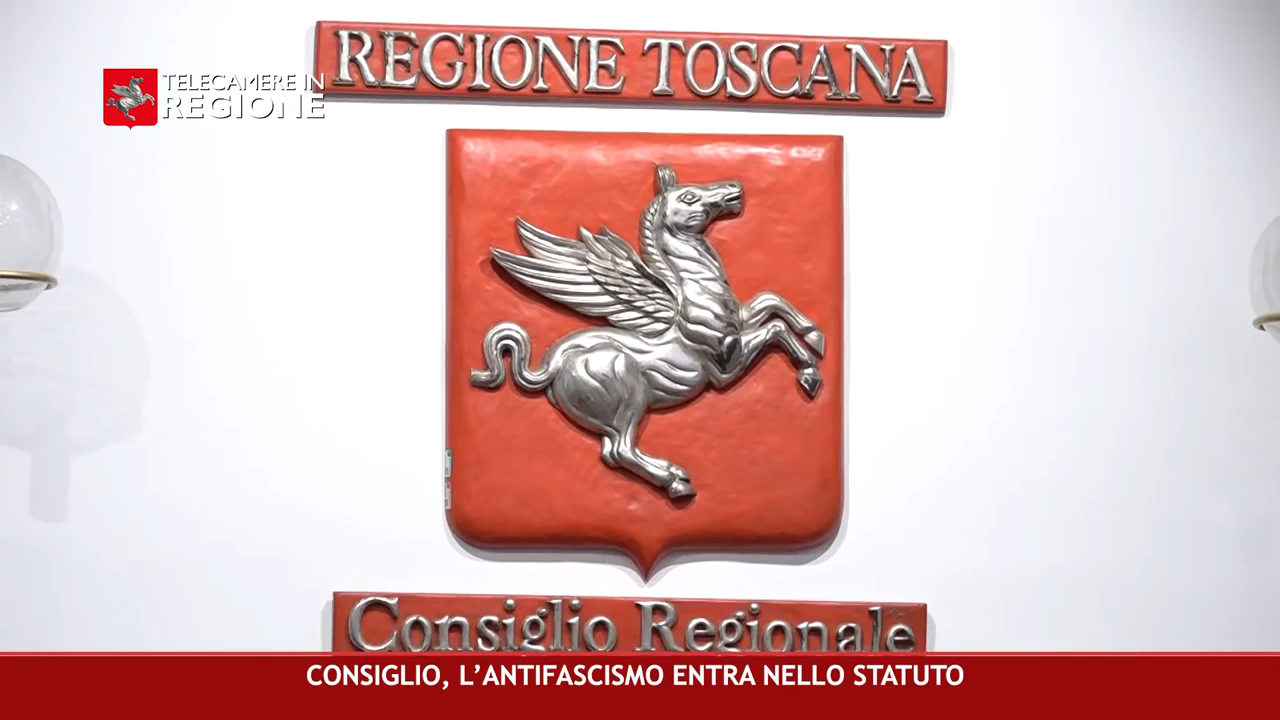 REGIONE TOSCANA
TELECAMERE IN
REGIONE
Consiglio Regionale
CONSIGLIO, L’ANTIFASCISMO ENTRA NELLO STATUTO